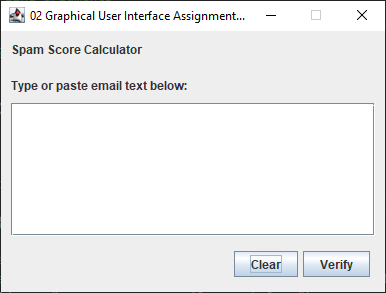 02 Graphical User Interface Assignment...
Spam Score Calculator
Type or paste email text below:
Clear Verify